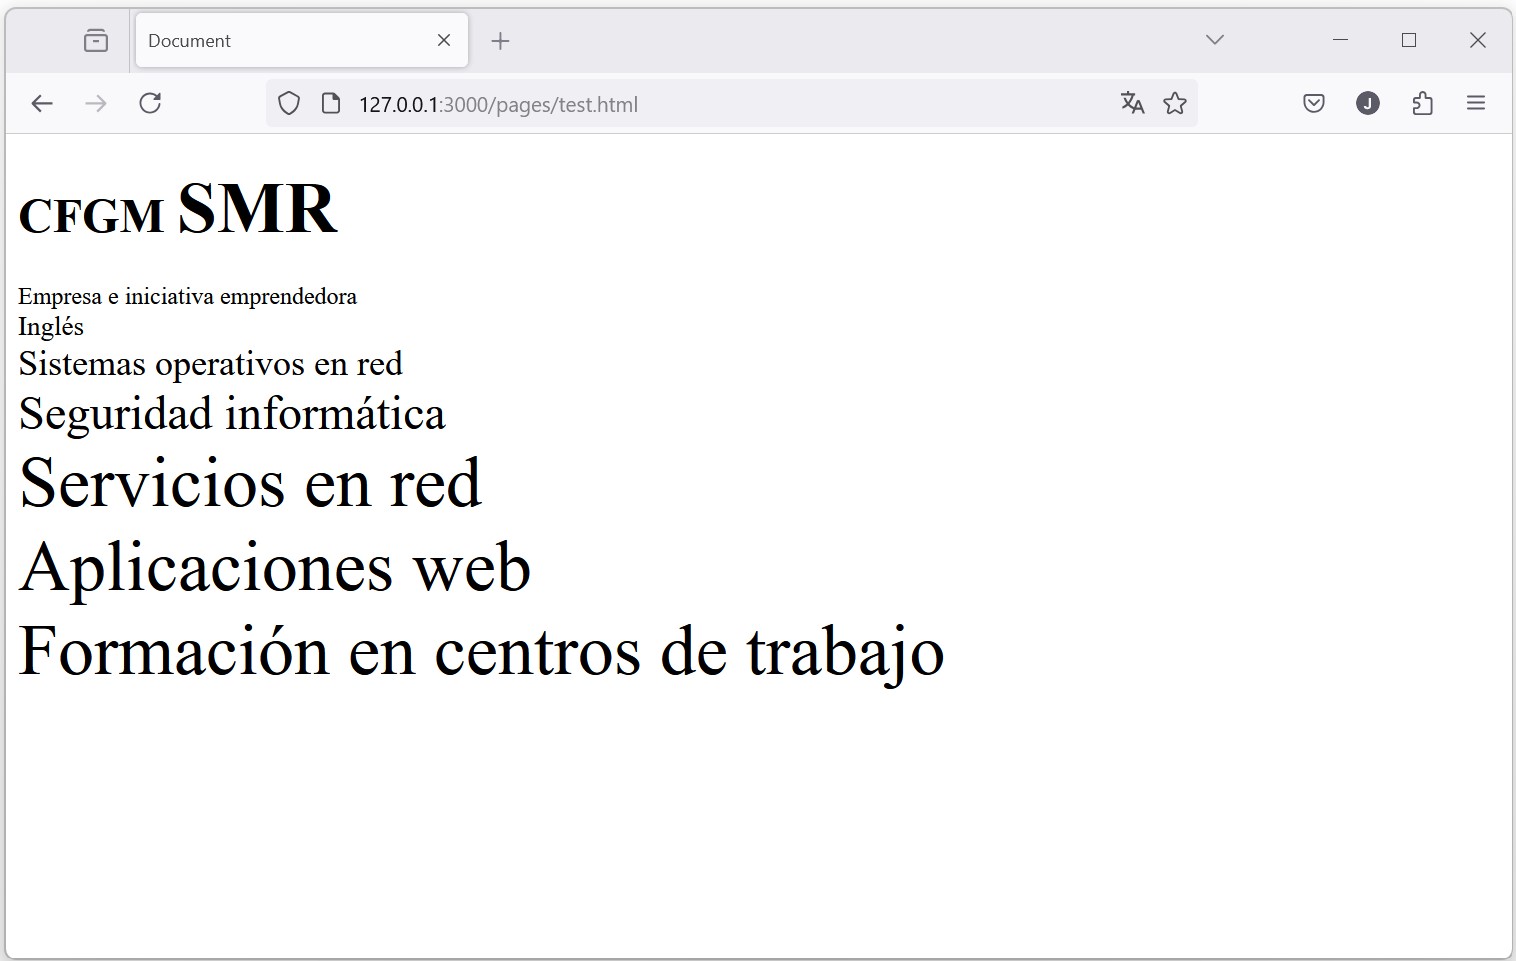 Document
127.0.0.1:3000/pages/test.html
J
CFGM SMR
Empresa e iniciativa emprendedora
Inglés
Sistemas operativos en red
Seguridad informática
Servicios en red
Aplicaciones web
Formación en centros de trabajo